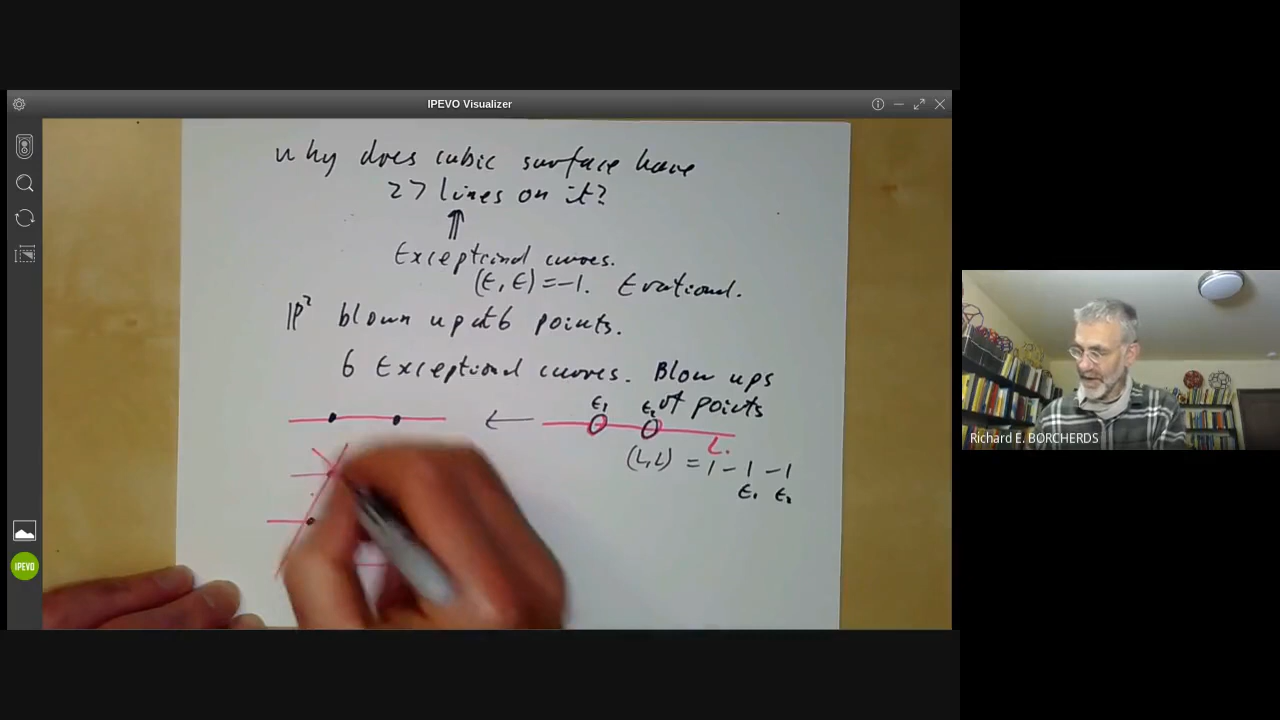 IPEVO Visualizer
why does cubic surface have
27 lines on it?
⇑
Exceptional curves.
(E, E) = -1. E rational.
ℙ² blown up at 6 points.
6 Exceptional curves. Blow ups
of points
E₁ E₂
←
L.
(L, L) = 1 - 1 - 1
E₁ E₂
IPEVO
Richard E. BORCHERDS